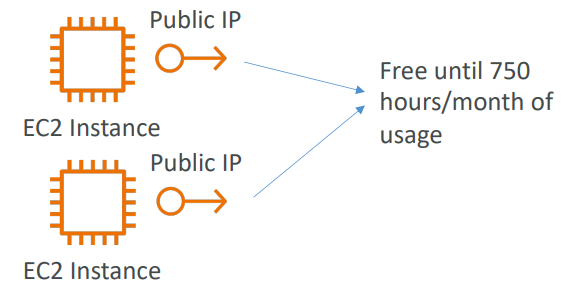 Public IP
EC2 Instance
Public IP
EC2 Instance
Free until 750
hours/month of
usage